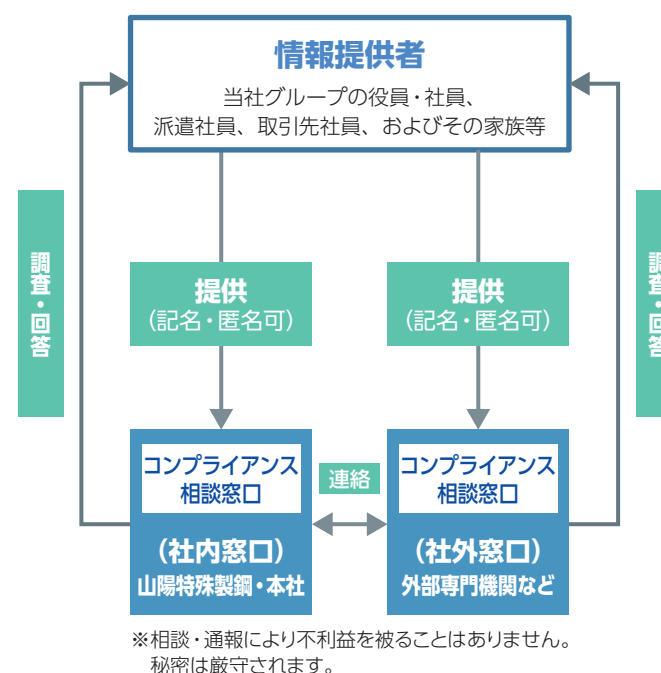 情報提供者
当社グループの役員・社員、
派遣社員、取引先社員、およびその家族等
調査・回答
提供
（記名・匿名可）
提供
（記名・匿名可）
調査・回答
コンプライアンス
相談窓口
（社内窓口）
山陽特殊製鋼・本社
連絡
コンプライアンス
相談窓口
（社外窓口）
外部専門機関など
※相談・通報により不利益を被ることはありません。
秘密は厳守されます。